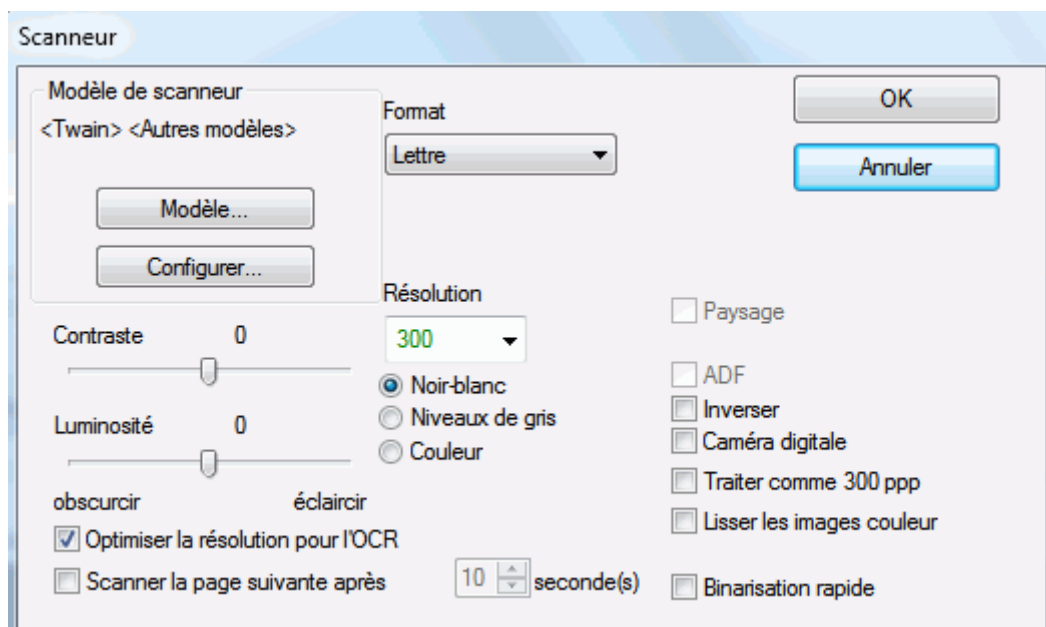 Scanneur
Modèle de scanneur
<Twain> <Autres modèles>
Modèle...
Configurer...
Format
Lettre
OK
Annuler
Contraste 0
Luminosité 0
obscurcir éclaircir
Résolution
300
Noir-blanc
Niveaux de gris
Couleur
Paysage
ADF
Inverser
Caméra digitale
Traiter comme 300 ppp
Lisser les images couleur
Optimiser la résolution pour l'OCR
Scanner la page suivante après 10 seconde(s)
Binarisation rapide